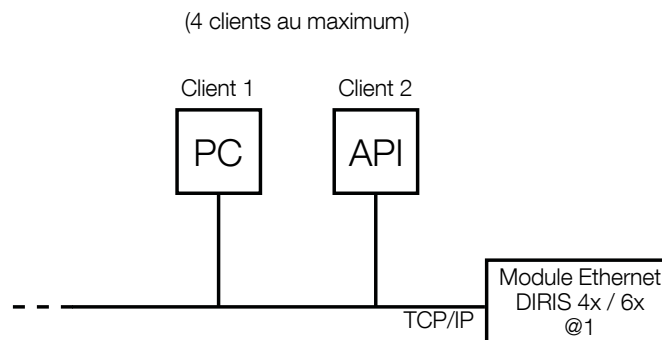 (4 clients au maximum)
Client 1
Client 2
PC
API
TCP/IP
Module Ethernet
DIRIS 4x / 6x
@1